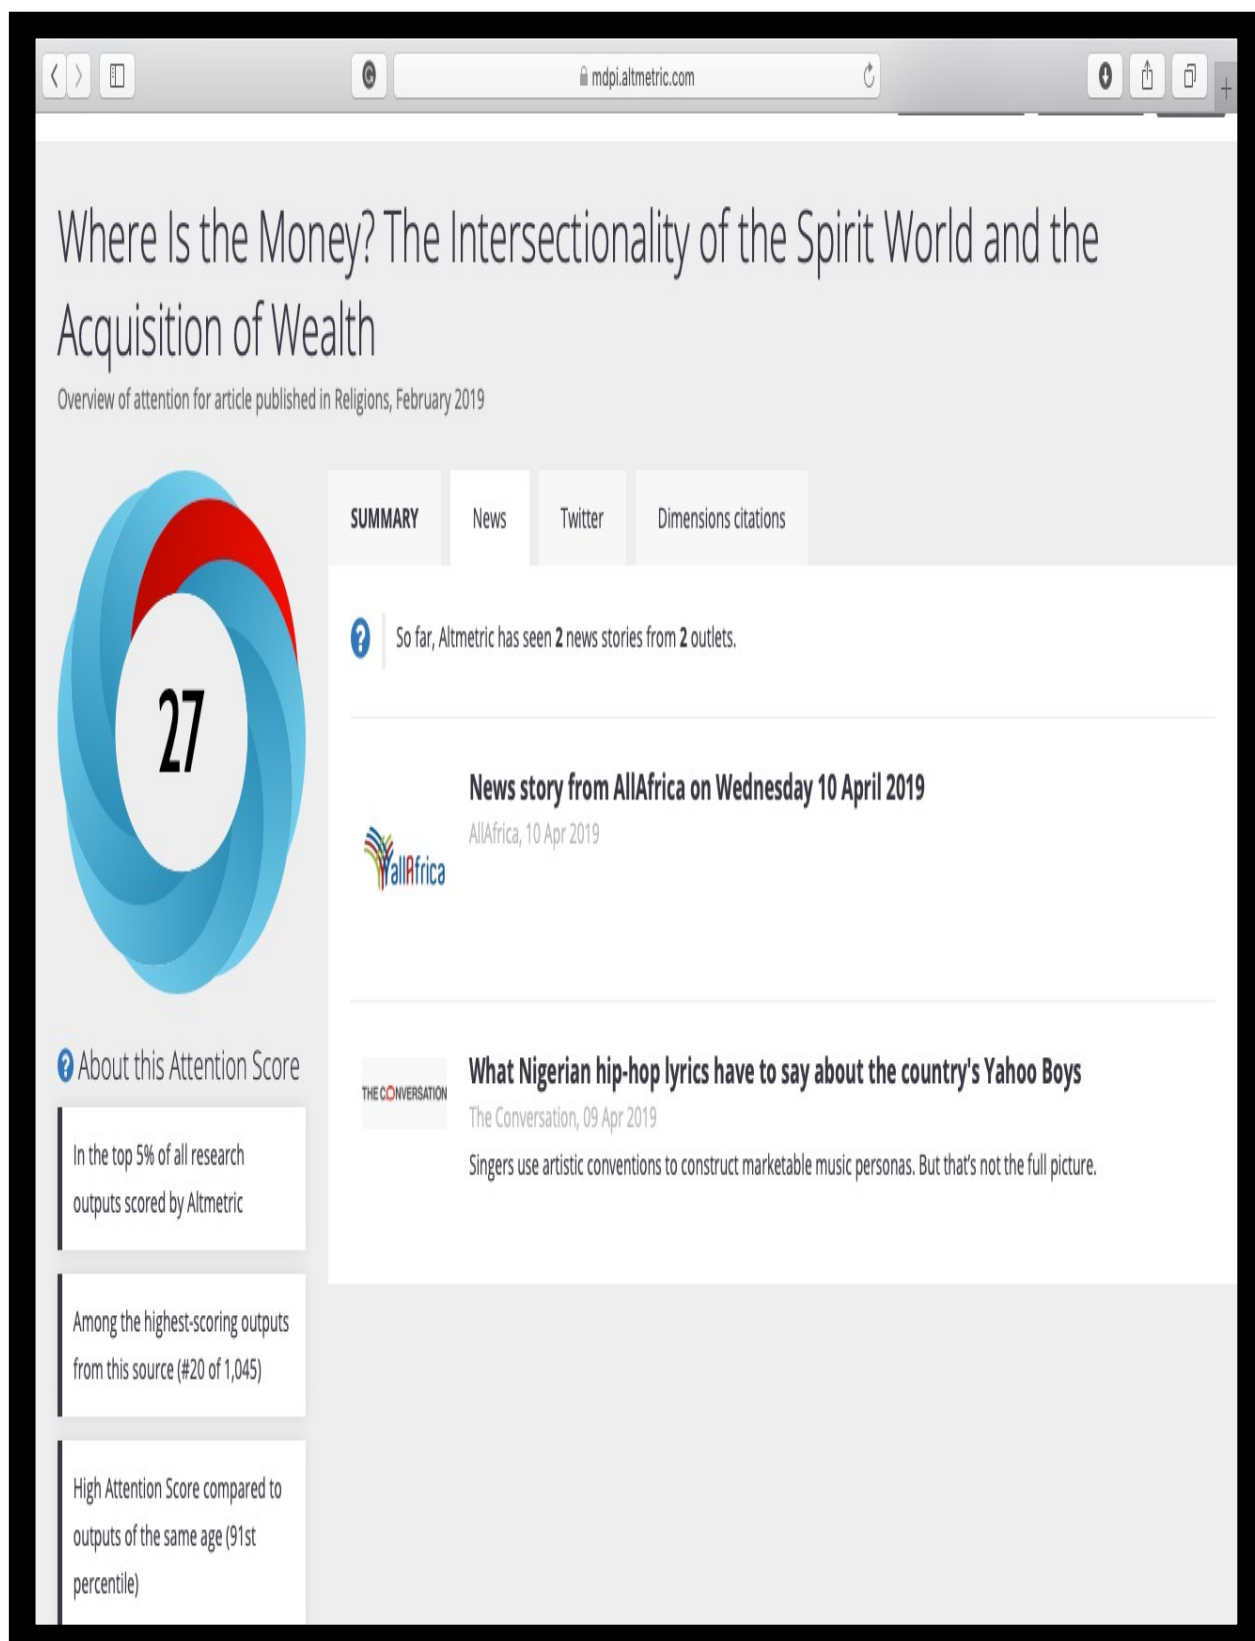 mdpi.altmetric.com
Where Is the Money? The Intersectionality of the Spirit World and the
Acquisition of Wealth
Overview of attention for article published in Religions, February 2019
SUMMARY News Twitter Dimensions citations
So far, Altmetric has seen 2 news stories from 2 outlets.
27
News story from AllAfrica on Wednesday 10 April 2019
AllAfrica, 10 Apr 2019
allAfrica
About this Attention Score
What Nigerian hip-hop lyrics have to say about the country's Yahoo Boys
THE CONVERSATION
The Conversation, 09 Apr 2019
Singers use artistic conventions to construct marketable music personas. But that's not the full picture.
In the top 5% of all research
outputs scored by Altmetric
Among the highest-scoring outputs
from this source (#20 of 1,045)
High Attention Score compared to
outputs of the same age (91st
percentile)